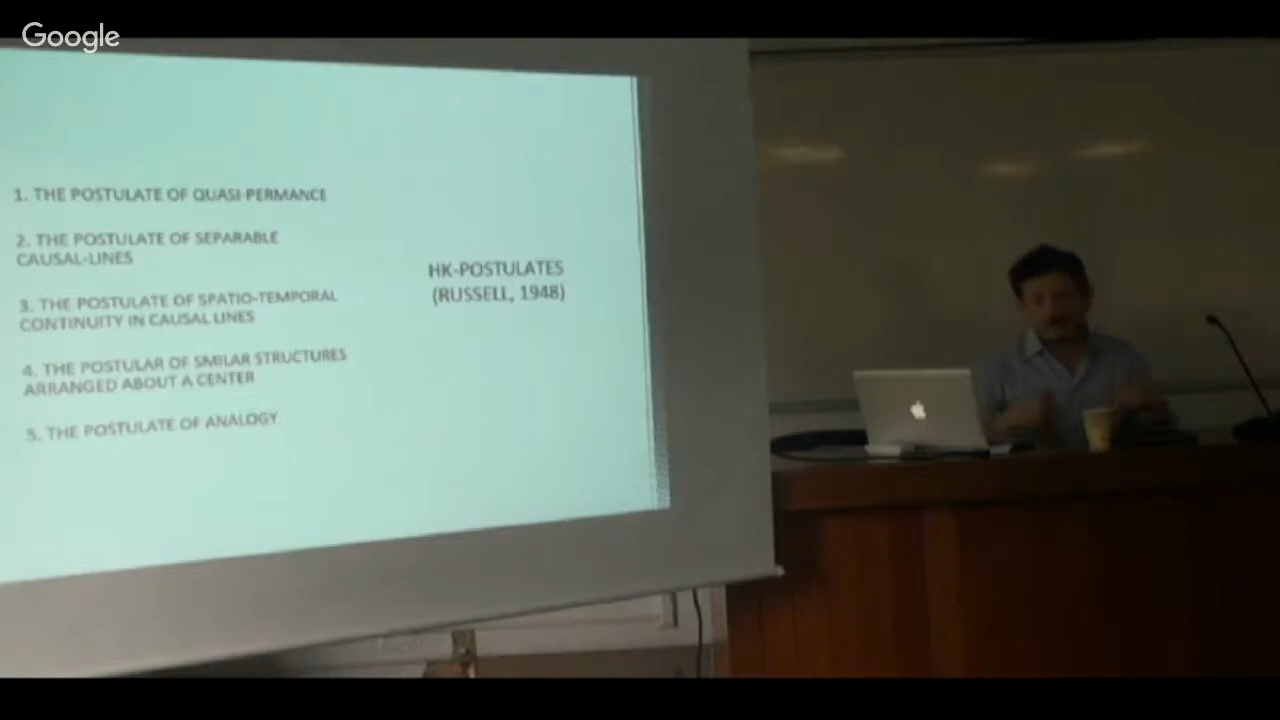 Google
1. THE POSTULATE OF QUASI-PERMANCE
2. THE POSTULATE OF SEPARABLE
CAUSAL-LINES
3. THE POSTULATE OF SPATIO-TEMPORAL
CONTINUITY IN CAUSAL LINES
4. THE POSTULAR OF SMILAR STRUCTURES
ARRANGED ABOUT A CENTER
5. THE POSTULATE OF ANALOGY
HK-POSTULATES
(RUSSELL, 1948)